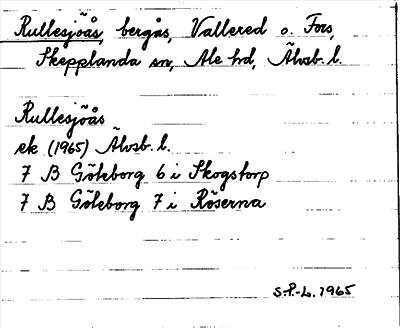 Rullesjöås, bergås, Vallered o. Fors,
Skepplanda sn, Ale hd, Älvsb. l.
Rullesjöås
ek (1965) Älvsb. l.
7 B Göteborg 6 i Skogstorp
7 B Göteborg 7 i Röserna
S.P.-L. 1965